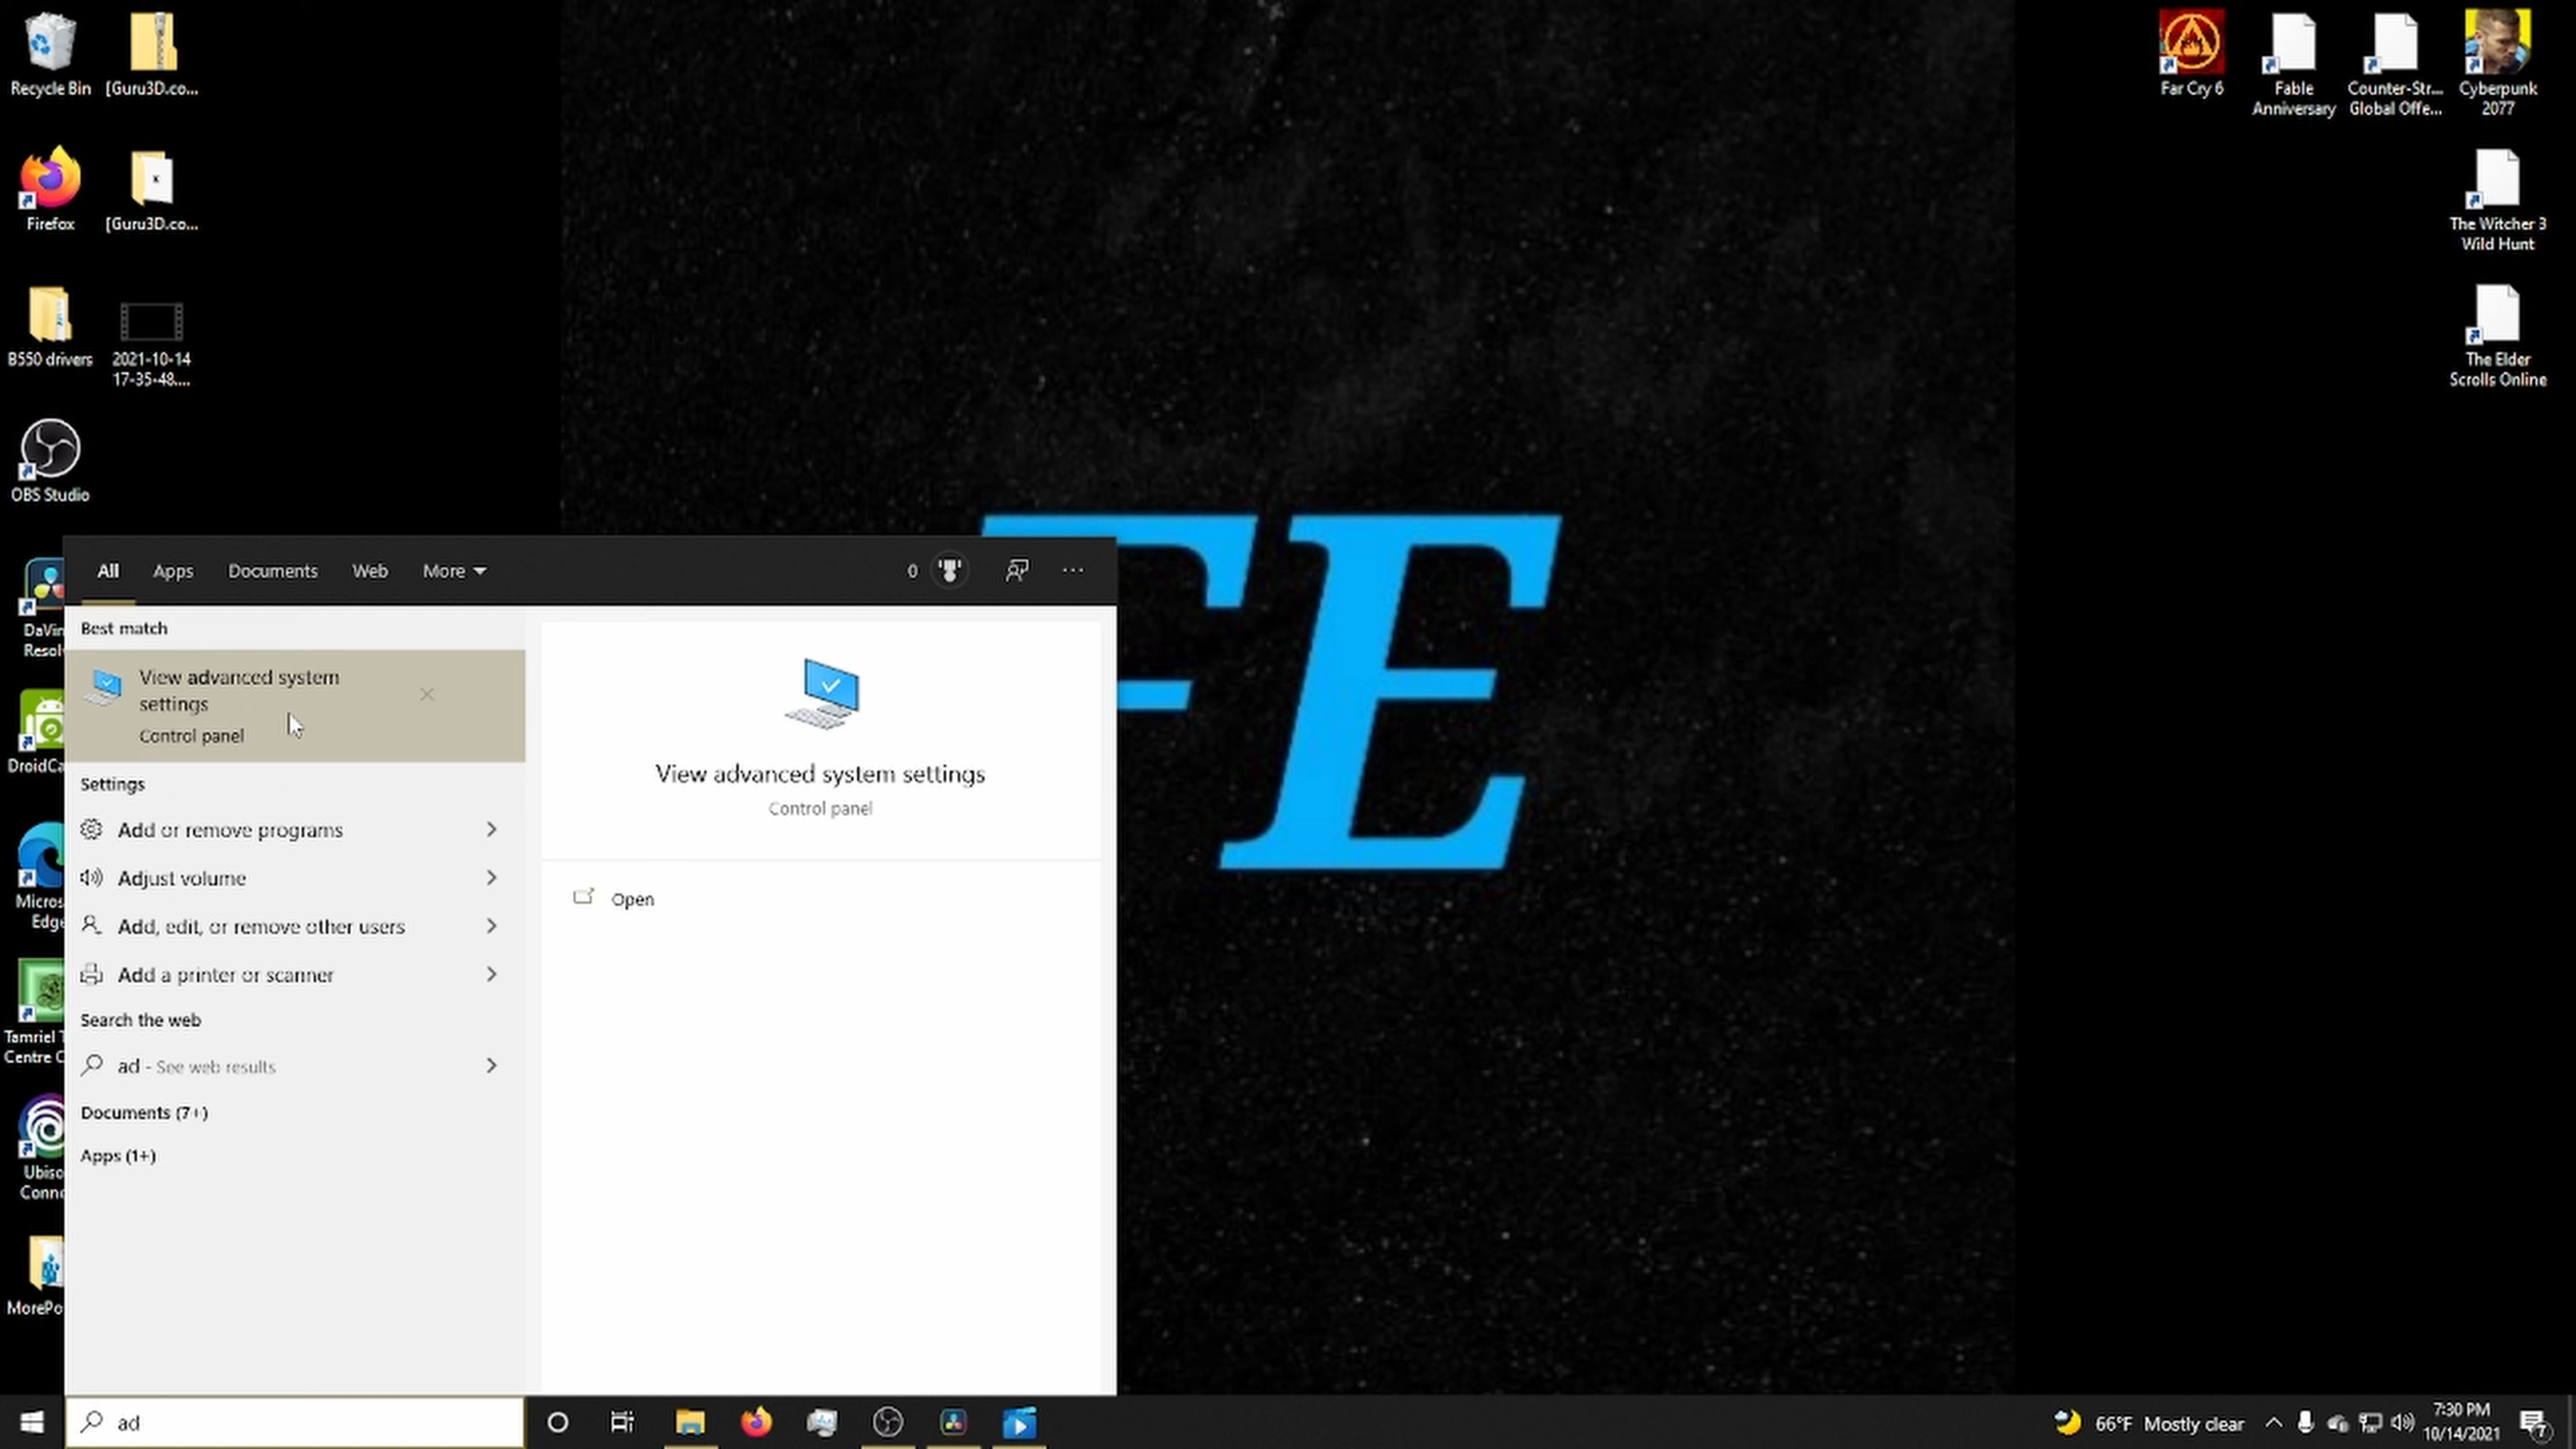 Recycle Bin
[Guru3D.co...
Firefox
[Guru3D.co...
B550 drivers
2021-10-14
17-35-48....
OBS Studio
Far Cry 6
Fable
Anniversary
Counter-Str...
Global Offe...
Cyberpunk
2077
The Witcher 3
Wild Hunt
The Elder
Scrolls Online
FE
DaVin
Resolv
DroidCa
Micros
Edge
Tamriel T
Centre C
Ubiso
Conne
MorePo
All
Apps
Documents
Web
More
0
...
Best match
View advanced system
settings
Control panel
Settings
Add or remove programs
Adjust volume
Add, edit, or remove other users
Add a printer or scanner
Search the web
ad - See web results
Documents (7+)
Apps (1+)
View advanced system settings
Control panel
Open
ad
66°F Mostly clear
7:30 PM
10/14/2021
7